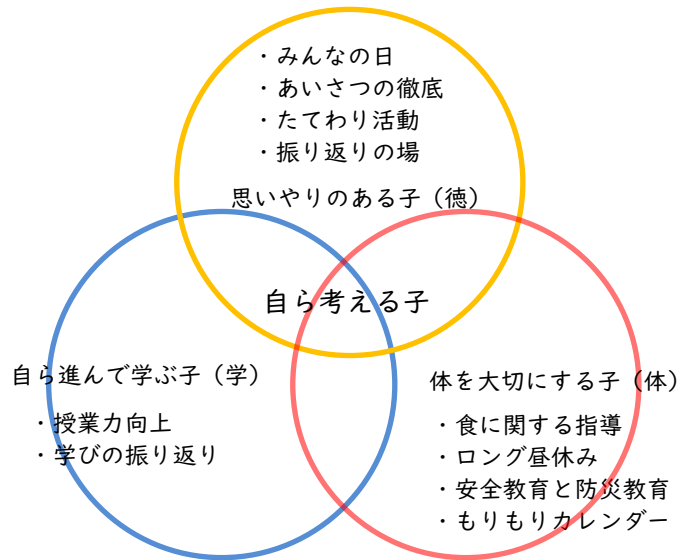 ・みんなの日
・あいさつの徹底
・たてわり活動
・振り返りの場
思いやりのある子（徳）
自ら考える子
自ら進んで学ぶ子（学）
・授業力向上
・学びの振り返り
体を大切にする子（体）
・食に関する指導
・ロング昼休み
・安全教育と防災教育
・もりもりカレンダー